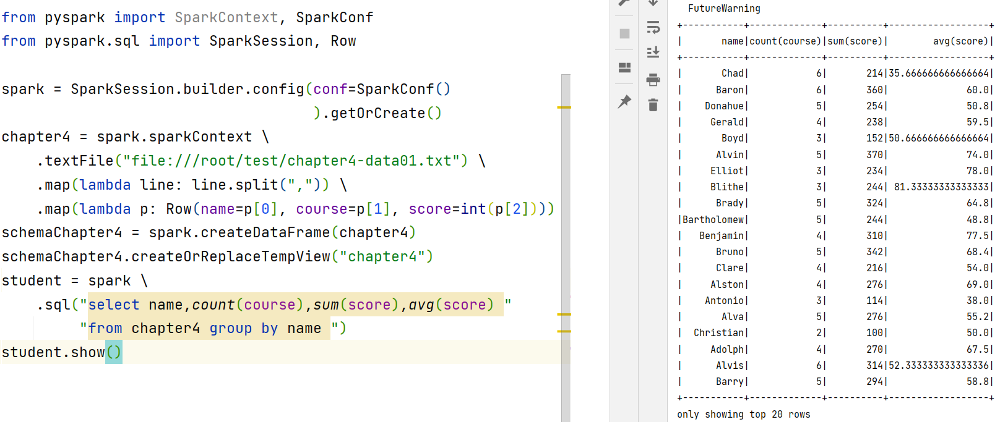 from pyspark import SparkContext, SparkConf
from pyspark.sql import SparkSession, Row

spark = SparkSession.builder.config(conf=SparkConf()
                                    ).getOrCreate()
chapter4 = spark.sparkContext \
    .textFile("file:///root/test/chapter4-data01.txt") \
    .map(lambda line: line.split(",")) \
    .map(lambda p: Row(name=p[0], course=p[1], score=int(p[2])))
schemaChapter4 = spark.createDataFrame(chapter4)
schemaChapter4.createOrReplaceTempView("chapter4")
student = spark \
    .sql("select name,count(course),sum(score),avg(score) "
         "from chapter4 group by name ")
student.show()
  FutureWarning
+-----------+-------------+----------+------------------+
|       name|count(course)|sum(score)|        avg(score)|
+-----------+-------------+----------+------------------+
|       Chad|            6|       214|35.666666666666664|
|      Baron|            6|       360|              60.0|
|    Donahue|            5|       254|              50.8|
|     Gerald|            4|       238|              59.5|
|       Boyd|            3|       152|50.666666666666664|
|      Alvin|            5|       370|              74.0|
|     Elliot|            3|       234|              78.0|
|     Blithe|            3|       244| 81.33333333333333|
|      Brady|            5|       324|              64.8|
|Bartholomew|            5|       244|              48.8|
|   Benjamin|            4|       310|              77.5|
|      Bruno|            5|       342|              68.4|
|      Clare|            4|       216|              54.0|
|     Alston|            4|       276|              69.0|
|    Antonio|            3|       114|              38.0|
|       Alva|            5|       276|              55.2|
|  Christian|            2|       100|              50.0|
|     Adolph|            4|       270|              67.5|
|      Alvis|            6|       314|52.333333333333336|
|      Barry|            5|       294|              58.8|
+-----------+-------------+----------+------------------+
only showing top 20 rows